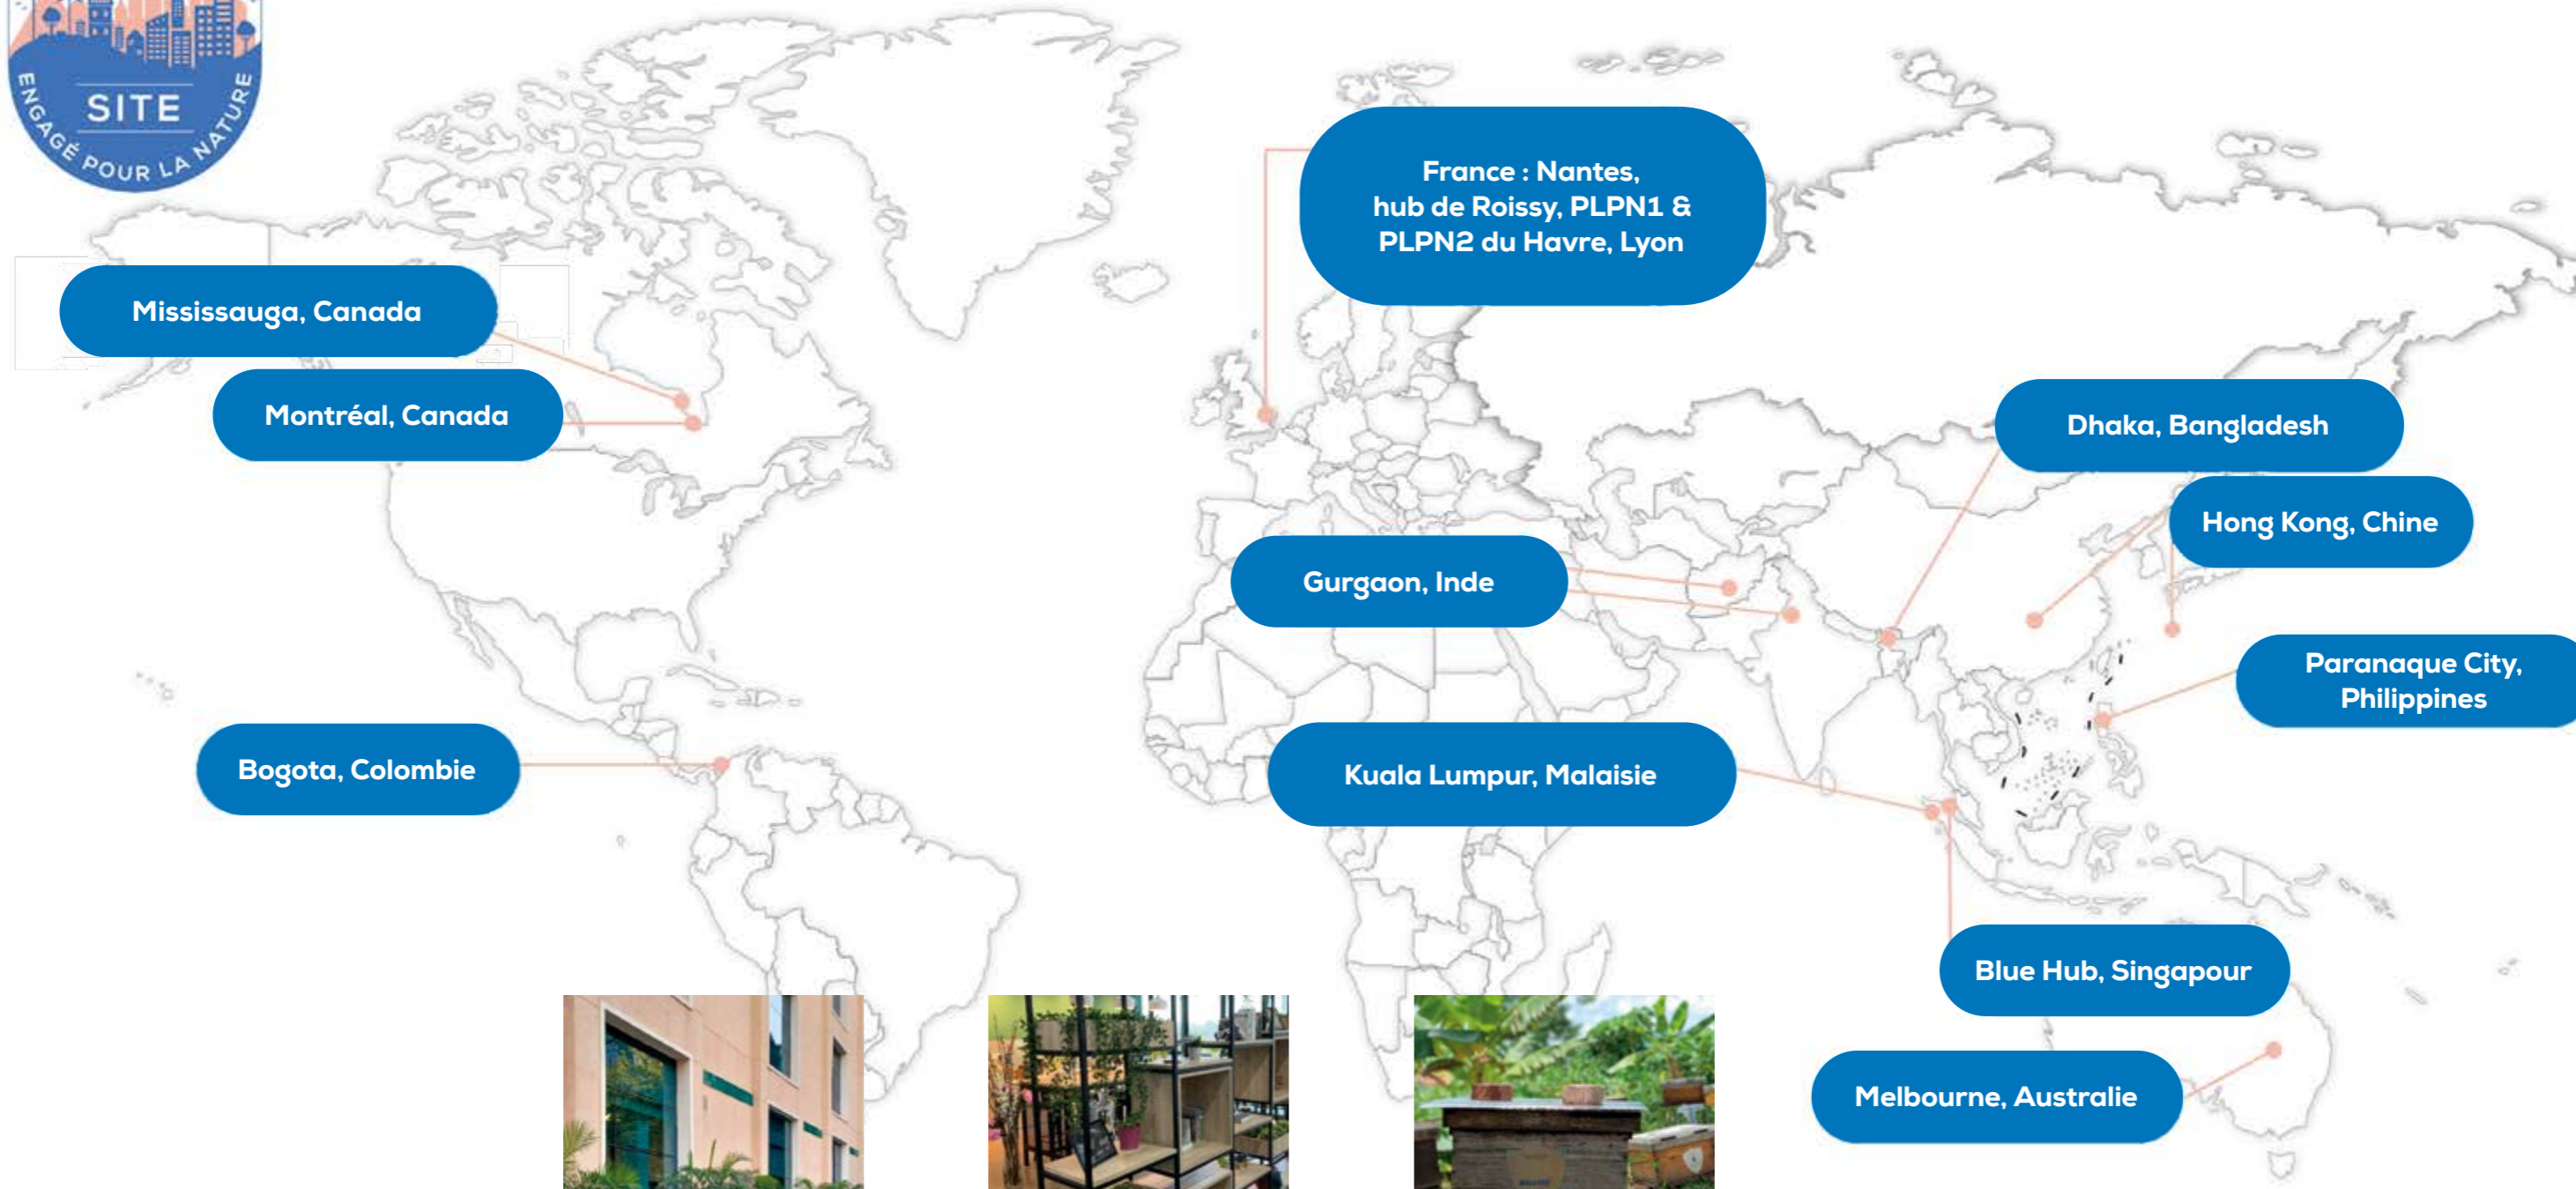 SITE
ENGAGÉ POUR LA NATURE
France : Nantes,
hub de Roissy, PLPN1 &
PLPN2 du Havre, Lyon
Mississauga, Canada
Montréal, Canada
Dhaka, Bangladesh
Hong Kong, Chine
Gurgaon, Inde
Paranaque City,
Philippines
Bogota, Colombie
Kuala Lumpur, Malaisie
Blue Hub, Singapour
Melbourne, Australie